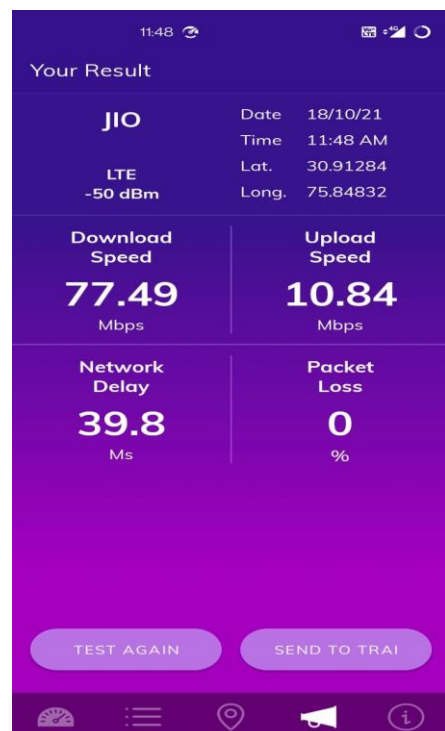 11:48
4G
Your Result
JIO
LTE
-50 dBm
Date 18/10/21
Time 11:48 AM
Lat. 30.91284
Long. 75.84832
Download
Speed
77.49
Mbps
Upload
Speed
10.84
Mbps
Network
Delay
39.8
Ms
Packet
Loss
0
%
TEST AGAIN
SEND TO TRAI